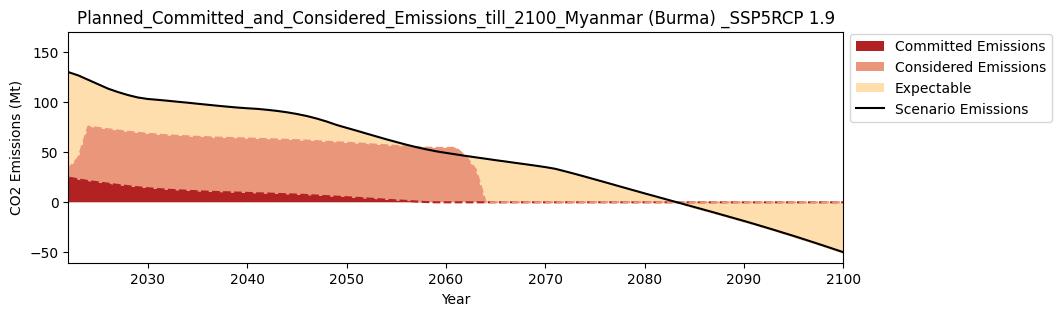 Planned_Committed_and_Considered_Emissions_till_2100_Myanmar (Burma) _SSP5RCP 1.9
CO2 Emissions (Mt)
150
100
50
0
−50
2030
2040
2050
2060
2070
2080
2090
2100
Year
Committed Emissions
Considered Emissions
Expectable
Scenario Emissions